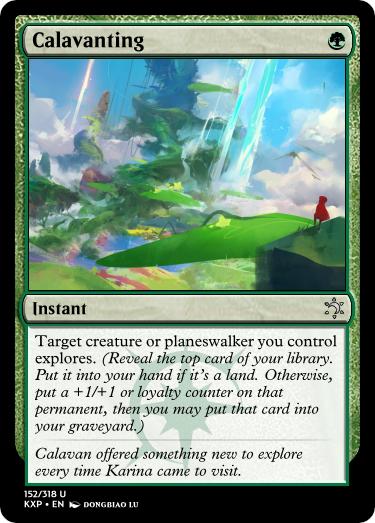 Calavanting
Instant
Target creature or planeswalker you control
explores. (Reveal the top card of your library.
Put it into your hand if it's a land. Otherwise,
put a +1/+1 or loyalty counter on that
permanent, then you may put that card into
your graveyard.)
Calavan offered something new to explore
every time Karina came to visit.
152/318 U
KXP • EN DONGBIAO LU